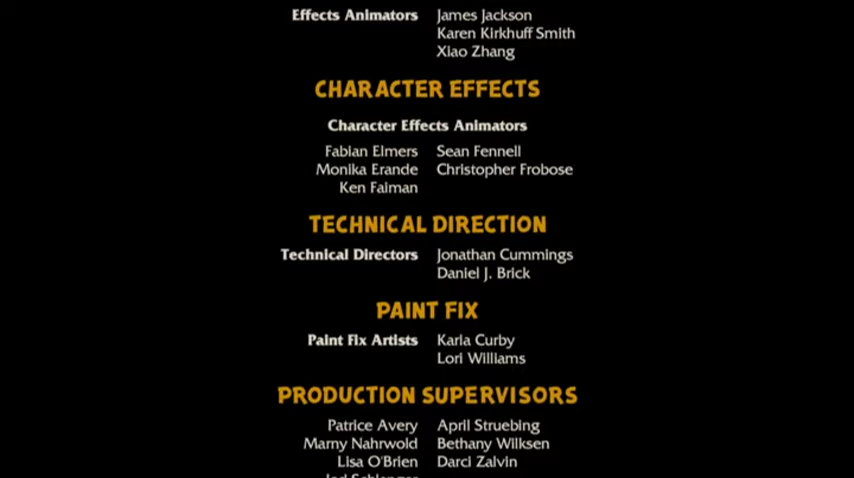 Effects Animators James Jackson
Karen Kirkhuff Smith
Xiao Zhang
CHARACTER EFFECTS
Character Effects Animators
Fabian Elmers Sean Fennell
Monika Erande Christopher Frobose
Ken Faiman
TECHNICAL DIRECTION
Technical Directors Jonathan Cummings
Daniel J. Brick
PAINT FIX
Paint Fix Artists Karla Curby
Lori Williams
PRODUCTION SUPERVISORS
Patrice Avery April Struebing
Marny Nahrwold Bethany Wilksen
Lisa O'Brien Darci Zalvin